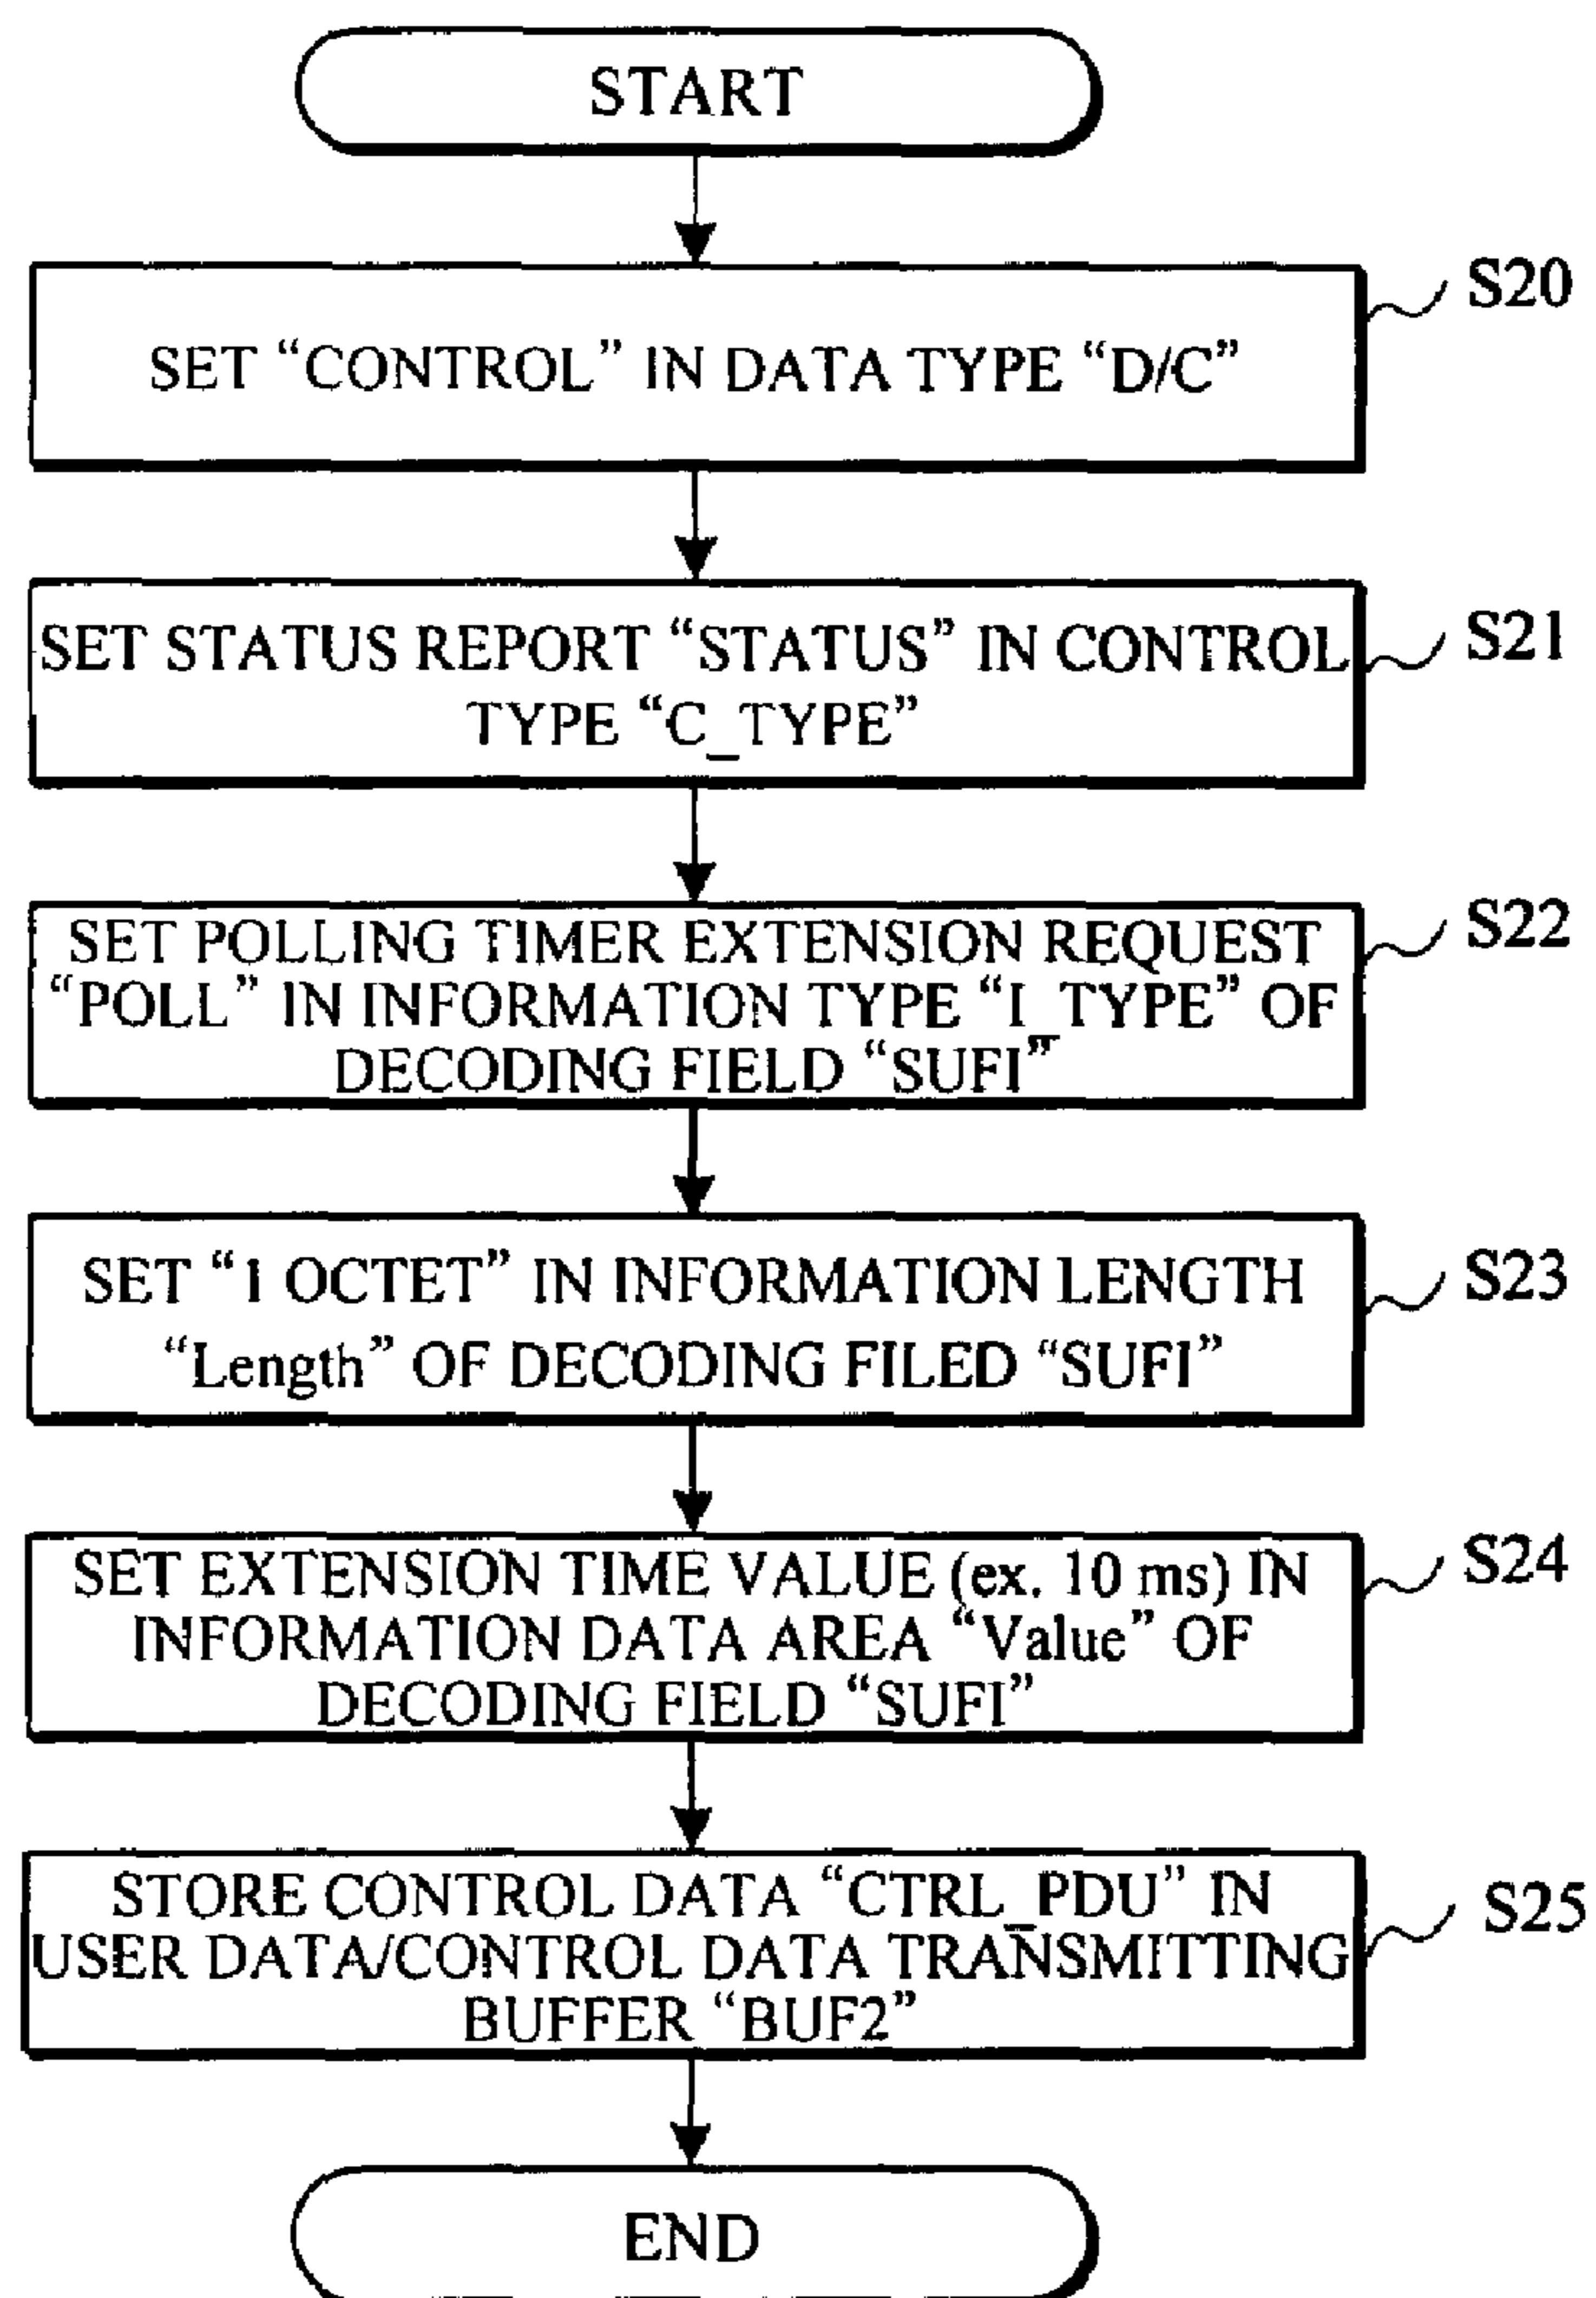 START
S20
SET “CONTROL” IN DATA TYPE “D/C”
S21
SET STATUS REPORT “STATUS” IN CONTROL
TYPE “C_TYPE”
S22
SET POLLING TIMER EXTENSION REQUEST
“POLL” IN INFORMATION TYPE “I_TYPE” OF
DECODING FIELD “SUFI”
S23
SET “1 OCTET” IN INFORMATION LENGTH
“Length” OF DECODING FILED “SUFI”
S24
SET EXTENSION TIME VALUE (ex. 10 ms) IN
INFORMATION DATA AREA “Value” OF
DECODING FIELD “SUFI”
S25
STORE CONTROL DATA “CTRL_PDU” IN
USER DATA/CONTROL DATA TRANSMITTING
BUFFER “BUF2”
END